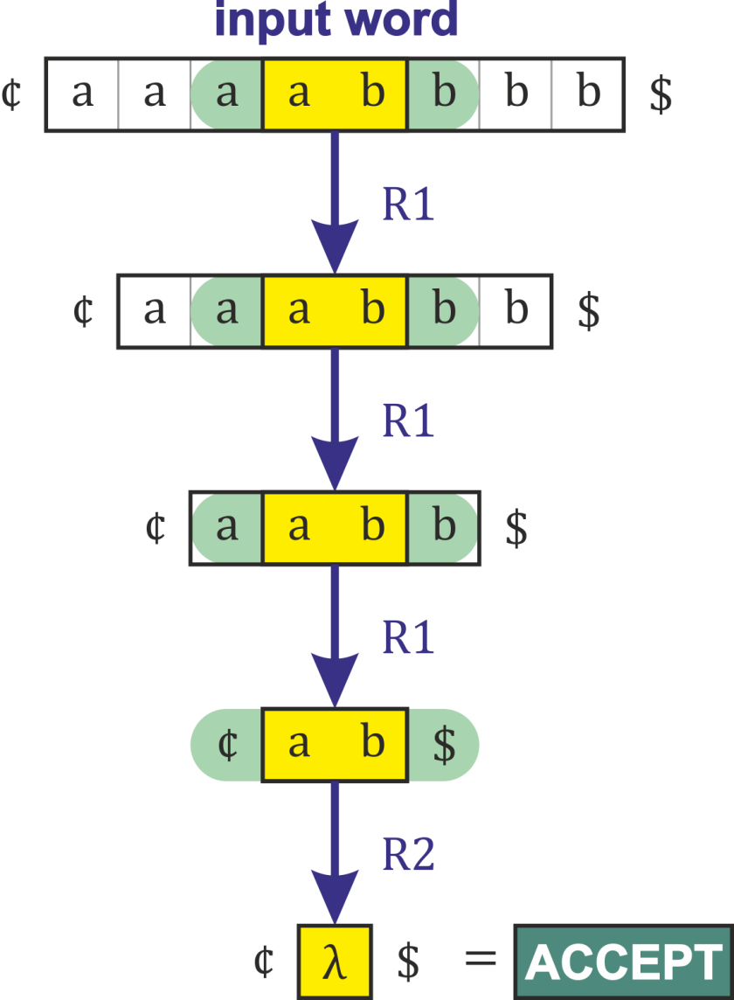 input word
¢ a a a a b b b b $
R1
¢ a a a b b b $
R1
¢ a a b b $
R1
¢ a b $
R2
¢ λ $ = ACCEPT